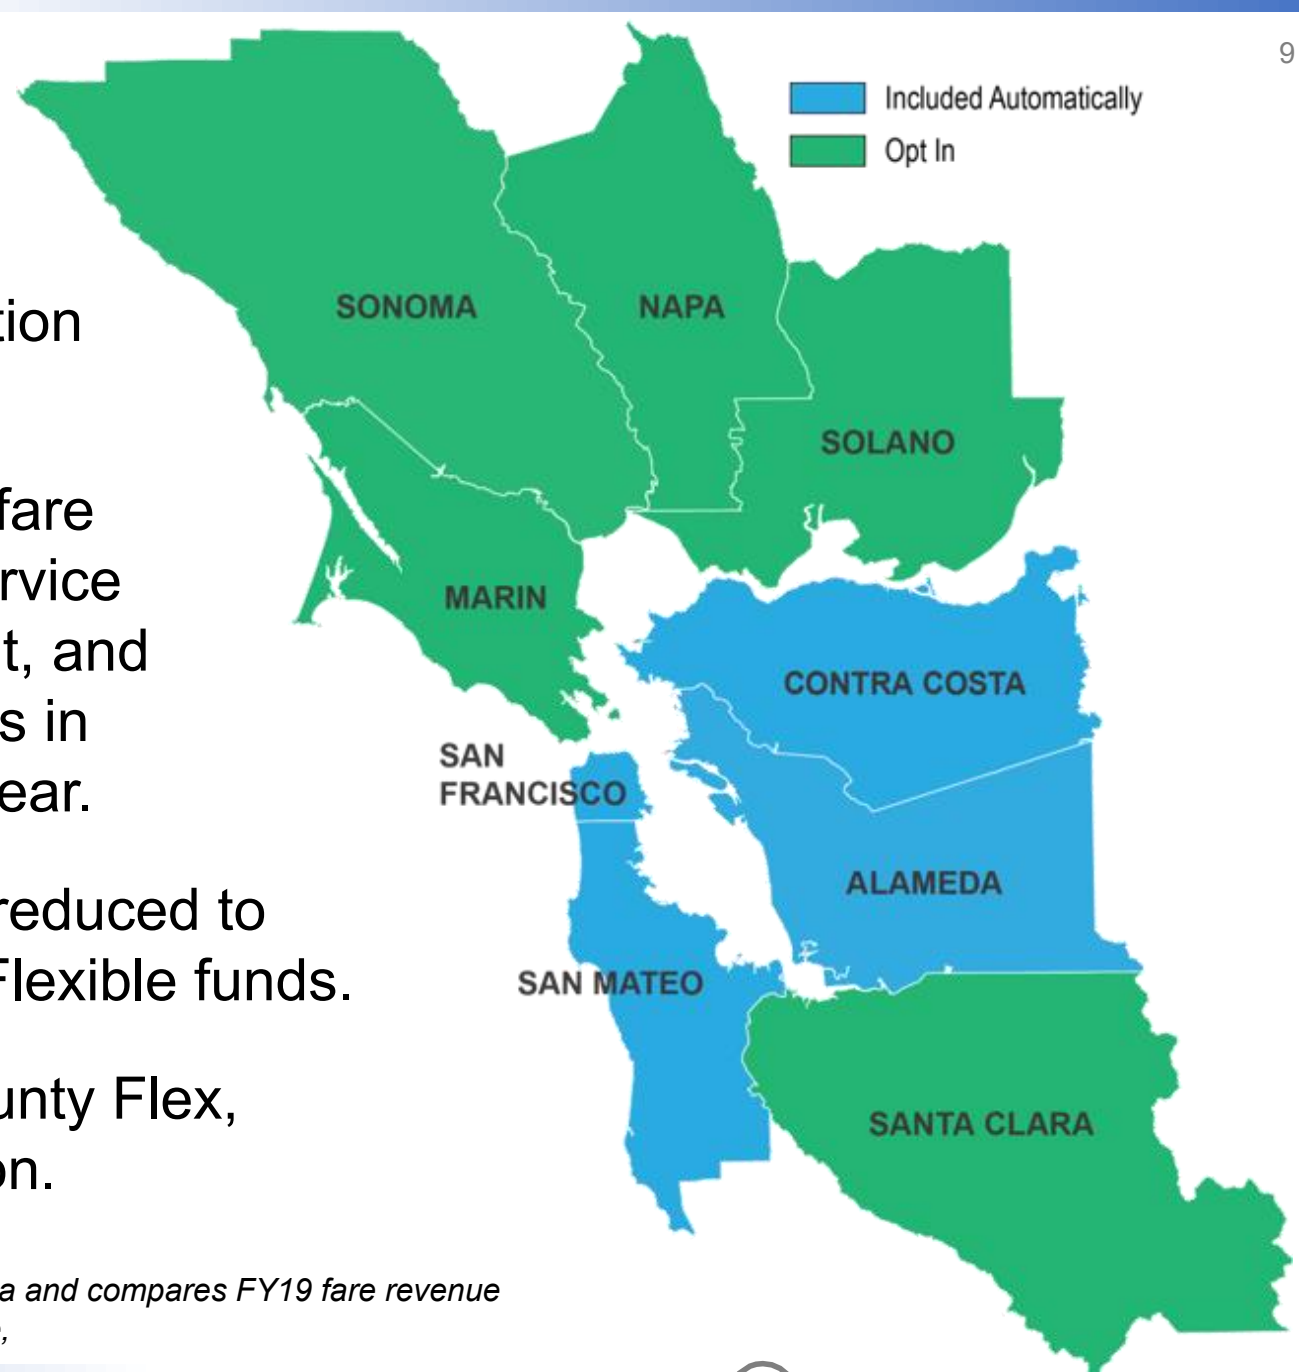 9
Included Automatically
Opt In
tion
fare
rvice
t, and
s in
ear.
reduced to
Flexible funds.
unty Flex,
on.
a and compares FY19 fare revenue
,
SONOMA
NAPA
SOLANO
MARIN
CONTRA COSTA
SAN
FRANCISCO
ALAMEDA
SAN MATEO
SANTA CLARA